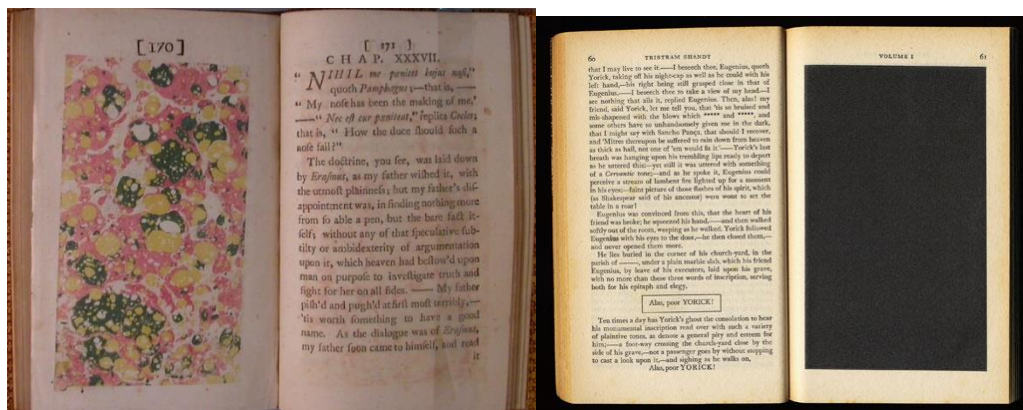 [ 170 ]
[ 171 ]
CHAP. XXXVII.
“ NIHIL me pœnitet hujus nasi,”
quoth Pamphagus;——that is, —
“ My nose has been the making of me.”
——“ Nec est cur pœniteat,” replies Cocles;
that is, “ How the duce should such a
nose fail?”
The doctrine, you see, was laid down
by Erasmus, as my father wished it, with
the utmost plainness; but my father's dis-
appointment was, in finding nothing more
from so able a pen, but the bare fact it-
self; without any of that speculative sub-
tilty or ambidexterity of argumentation
upon it, which heaven had bestow'd upon
man on purpose to investigate truth and
fight for her on all sides. —— My father
pish'd and pugh'd at first most terribly,—
'tis worth something to have a good
name. As the dialogue was of Erasmus,
my father soon came to himself, and read
it
60 TRISTRAM SHANDY
that I may live to see it.—I beseech thee, Eugenius, quoth
Yorick, taking off his night-cap as well as he could with his
left hand,—his right being still grasped close in that of
Eugenius,—I beseech thee to take a view of my head.—I
see nothing that ails it, replied Eugenius. Then, alas! my
friend, said Yorick, let me tell you, that 'tis so bruised and
mis-shapened with the blows which ***** and *****, and
some others have so unhandsomely given me in the dark,
that I might say with Sancho Pança, that should I recover,
and 'Mitres thereupon be suffered to rain down from heaven
as thick as hail, not one of 'em would fit it.'—Yorick's last
breath was hanging upon his trembling lips ready to depart
as he uttered this:—yet still it was uttered with something
of a Cervantic tone;—and as he spoke it, Eugenius could
perceive a stream of lambent fire lighted up for a moment
in his eyes;—faint picture of those flashes of his spirit, which
(as Shakespear said of his ancestor) were wont to set the
table in a roar!
Eugenius was convinced from this, that the heart of his
friend was broke; he squeezed his hand,—and then walked
softly out of the room, weeping as he walked. Yorick followed
Eugenius with his eyes to the door,—he then closed them,—
and never opened them more.
He lies buried in the corner of his church-yard, in the
parish of ——, under a plain marble slab, which his friend
Eugenius, by leave of his executors, laid upon his grave,
with no more than these three words of inscription, serving
both for his epitaph and elegy.
Alas, poor YORICK!
Ten times a day has Yorick's ghost the consolation to hear
his monumental inscription read over with such a variety
of plaintive tones, as denote a general pity and esteem for
him;—a foot-way crossing the church-yard close by the
side of his grave,—not a passenger goes by without stopping
to cast a look upon it,—and sighing as he walks on,
Alas, poor YORICK!
VOLUME I 61